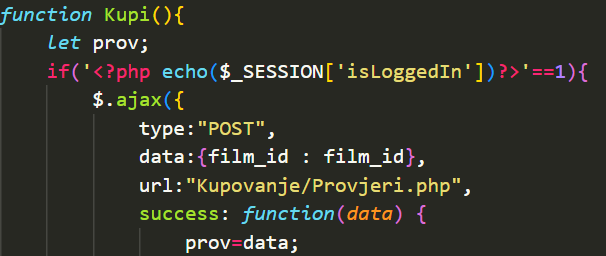 function Kupi(){
let prov;
if('<?php echo($_SESSION['isLoggedIn'])?>'==1){
$.ajax({
type:"POST",
data:{film_id : film_id},
url:"Kupovanje/Provjeri.php",
success: function(data) {
prov=data;